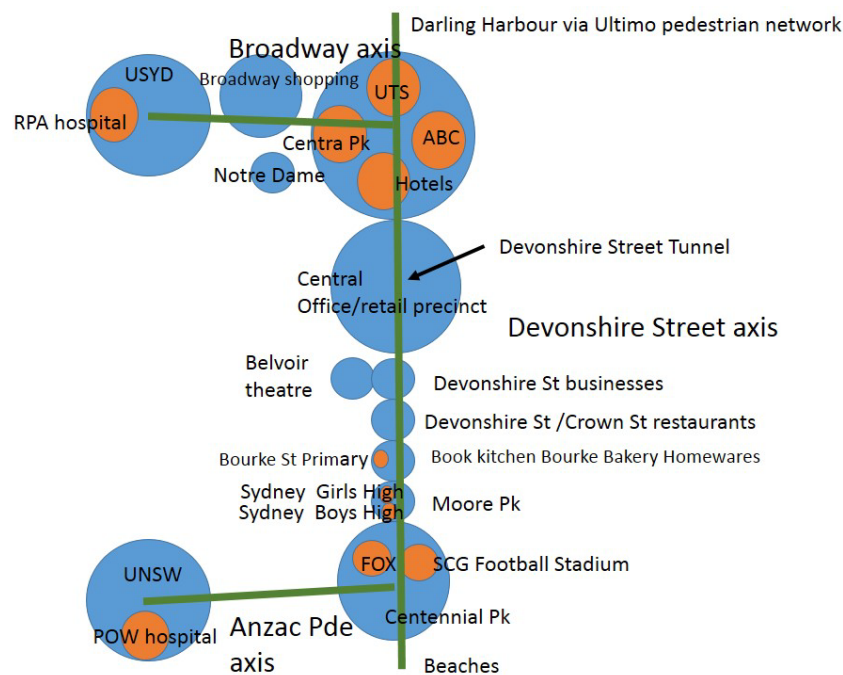 Darling Harbour via Ultimo pedestrian network
Broadway axis
USYD
Broadway shopping
UTS
RPA hospital
Centra Pk
ABC
Notre Dame
Hotels
Devonshire Street Tunnel
Central
Office/retail precinct
Devonshire Street axis
Belvoir
theatre
Devonshire St businesses
Devonshire St /Crown St restaurants
Bourke St Primary
Book kitchen Bourke Bakery Homewares
Sydney Girls High
Sydney Boys High
Moore Pk
FOX
SCG Football Stadium
UNSW
Centennial Pk
POW hospital
Anzac Pde
axis
Beaches